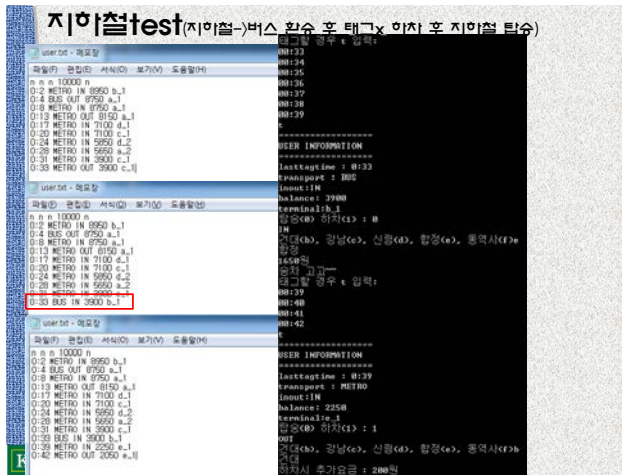 지하철test(지하철->버스 환승 후 태그x 하차 후 지하철 탑승)
user.txt - 메모장
파일(F) 편집(E) 서식(O) 보기(V) 도움말(H)
n n n 10000 n
0:2 METRO IN 8950 b_1
0:4 BUS OUT 8750 a_1
0:8 METRO IN 8750 a_1
0:13 METRO OUT 8150 a_1
0:17 METRO IN 7100 d_1
0:20 METRO IN 7100 c_1
0:24 METRO IN 5850 d_2
0:28 METRO IN 5650 a_2
0:31 METRO IN 3900 c_1
0:33 METRO OUT 3900 c_1
user.txt - 메모장
파일(F) 편집(E) 서식(O) 보기(V) 도움말(H)
n n n 10000 n
0:2 METRO IN 8950 b_1
0:4 BUS OUT 8750 a_1
0:8 METRO IN 8750 a_1
0:13 METRO OUT 8150 a_1
0:17 METRO IN 7100 d_1
0:20 METRO IN 7100 c_1
0:24 METRO IN 5850 d_2
0:28 METRO IN 5650 a_2
0:31 METRO IN 3900 c_1
0:33 BUS IN 3900 b_1
user.txt - 메모장
파일(F) 편집(E) 서식(O) 보기(V) 도움말(H)
n n n 10000 n
0:2 METRO IN 8950 b_1
0:4 BUS OUT 8750 a_1
0:8 METRO IN 8750 a_1
0:13 METRO OUT 8150 a_1
0:17 METRO IN 7100 d_1
0:20 METRO IN 7100 c_1
0:24 METRO IN 5850 d_2
0:28 METRO IN 5650 a_2
0:31 METRO IN 3900 c_1
0:33 BUS IN 3900 b_1
0:39 METRO IN 2250 e_1
0:42 METRO OUT 2050 e_1
태그할 경우 t 입력:
00:33
00:34
00:35
00:36
00:37
00:38
00:39
t
==================
USER INFORMATION
==================
lasttagtime : 0:33
transport : BUS
inout:IN
balance: 3900
terminal:b_1
탑승(0) 하차(1) : 0
IN
건대(b), 강남(c), 신정(d), 합정(e), 동역사(f)e
합정
1650원
승차 고고~~
태그할 경우 t 입력:
00:39
00:40
00:41
00:42
t
==================
USER INFORMATION
==================
lasttagtime : 0:39
transport : METRO
inout:IN
balance: 2250
terminal:e_1
탑승(0) 하차(1) : 1
OUT
건대(b), 강남(c), 신정(d), 합정(e), 동역사(f)b
건대
하차시 추가요금 : 200원
K